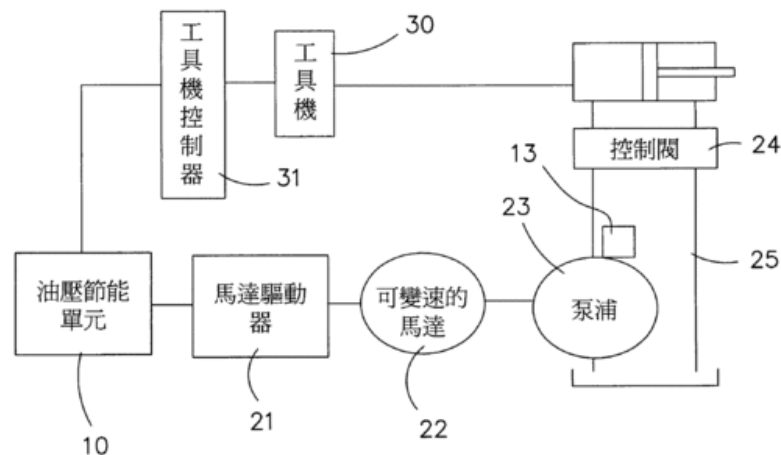 30
工
具
機
控
制
器
工
具
機
31
控制閥
24
13
23
25
油壓節能
單元
馬達驅動
器
可變速的
馬達
泵浦
10
21
22